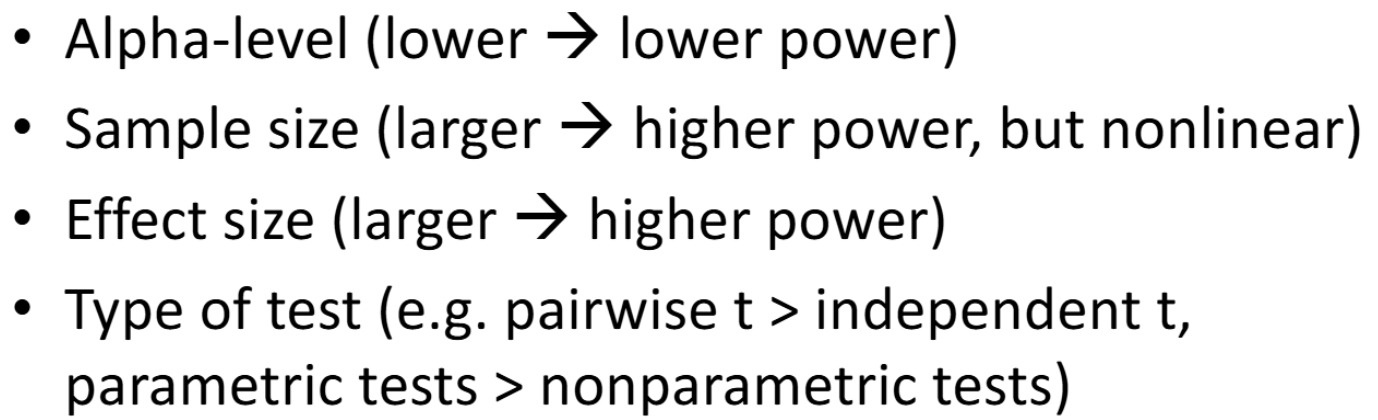 • Alpha-level (lower → lower power)
• Sample size (larger → higher power, but nonlinear)
• Effect size (larger → higher power)
• Type of test (e.g. pairwise t > independent t,
parametric tests > nonparametric tests)